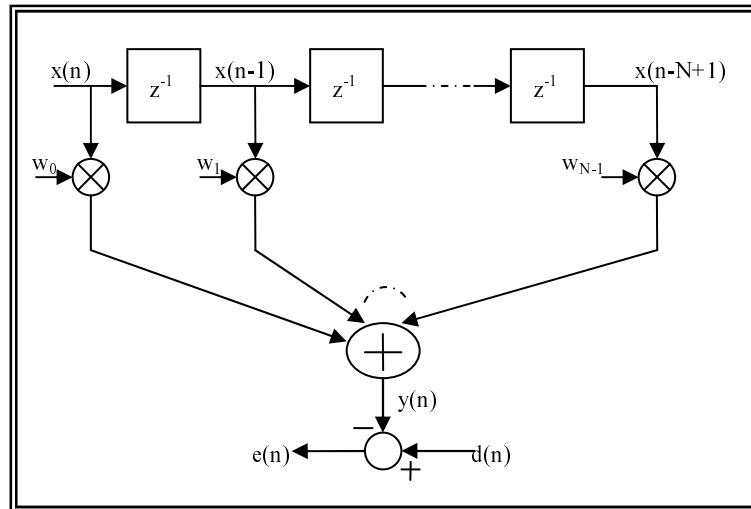 x(n) x(n-1) x(n-N+1)
z⁻¹ z⁻¹ z⁻¹
w₀ w₁ w_{N-1}
y(n)
e(n) d(n)